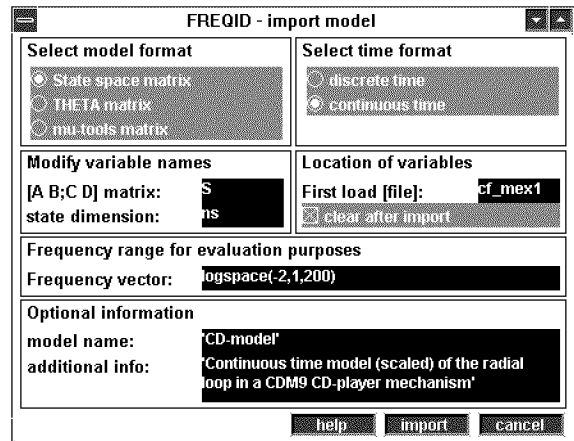 FREQID - import model
Select model format
State space matrix
THETA matrix
mu-tools matrix
Select time format
discrete time
continuous time
Modify variable names
[A B;C D] matrix: S
state dimension: ns
Location of variables
First load [file]: cf_mex1
clear after import
Frequency range for evaluation purposes
Frequency vector: logspace(-2,1,200)
Optional information
model name: 'CD-model'
additional info: 'Continuous time model (scaled) of the radial
loop in a CDM9 CD-player mechanism'
help import cancel